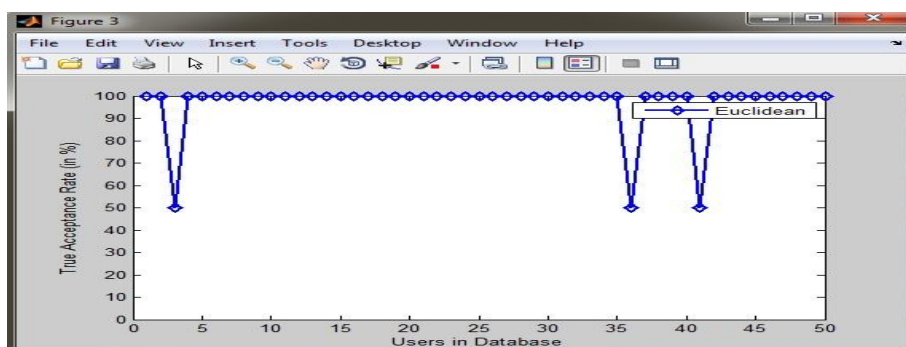 Figure 3
File Edit View Insert Tools Desktop Window Help
True Acceptance Rate (in %)
100
90
80
70
60
50
40
30
20
10
0
Euclidean
0 5 10 15 20 25 30 35 40 45 50
Users in Database